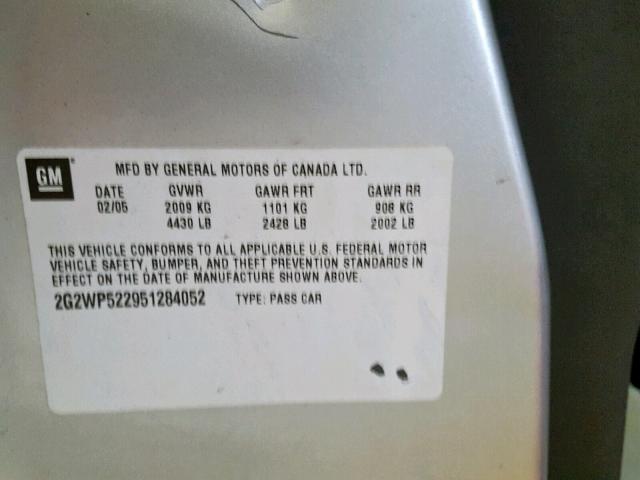 GM
MFD BY GENERAL MOTORS OF CANADA LTD.
DATE GVWR GAWR FRT GAWR RR
02/05 2009 KG 1101 KG 908 KG
4430 LB 2428 LB 2002 LB
THIS VEHICLE CONFORMS TO ALL APPLICABLE U.S. FEDERAL MOTOR
VEHICLE SAFETY, BUMPER, AND THEFT PREVENTION STANDARDS IN
EFFECT ON THE DATE OF MANUFACTURE SHOWN ABOVE.
2G2WP522951284052 TYPE: PASS CAR